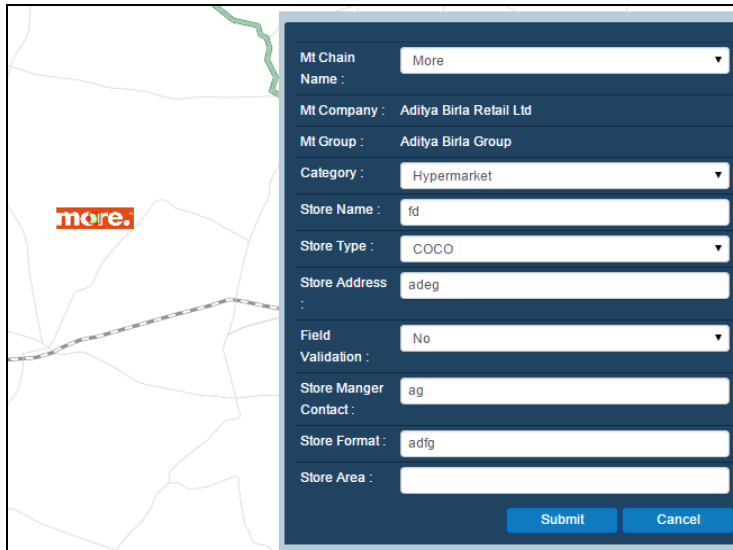 Mt Chain
Name :
More
Mt Company :
Aditya Birla Retail Ltd
Mt Group :
Aditya Birla Group
Category :
Hypermarket
more.
Store Name :
fd
Store Type :
COCO
Store Address
:
adeg
Field
Validation :
No
Store Manger
Contact :
ag
Store Format :
adfg
Store Area :
Submit
Cancel